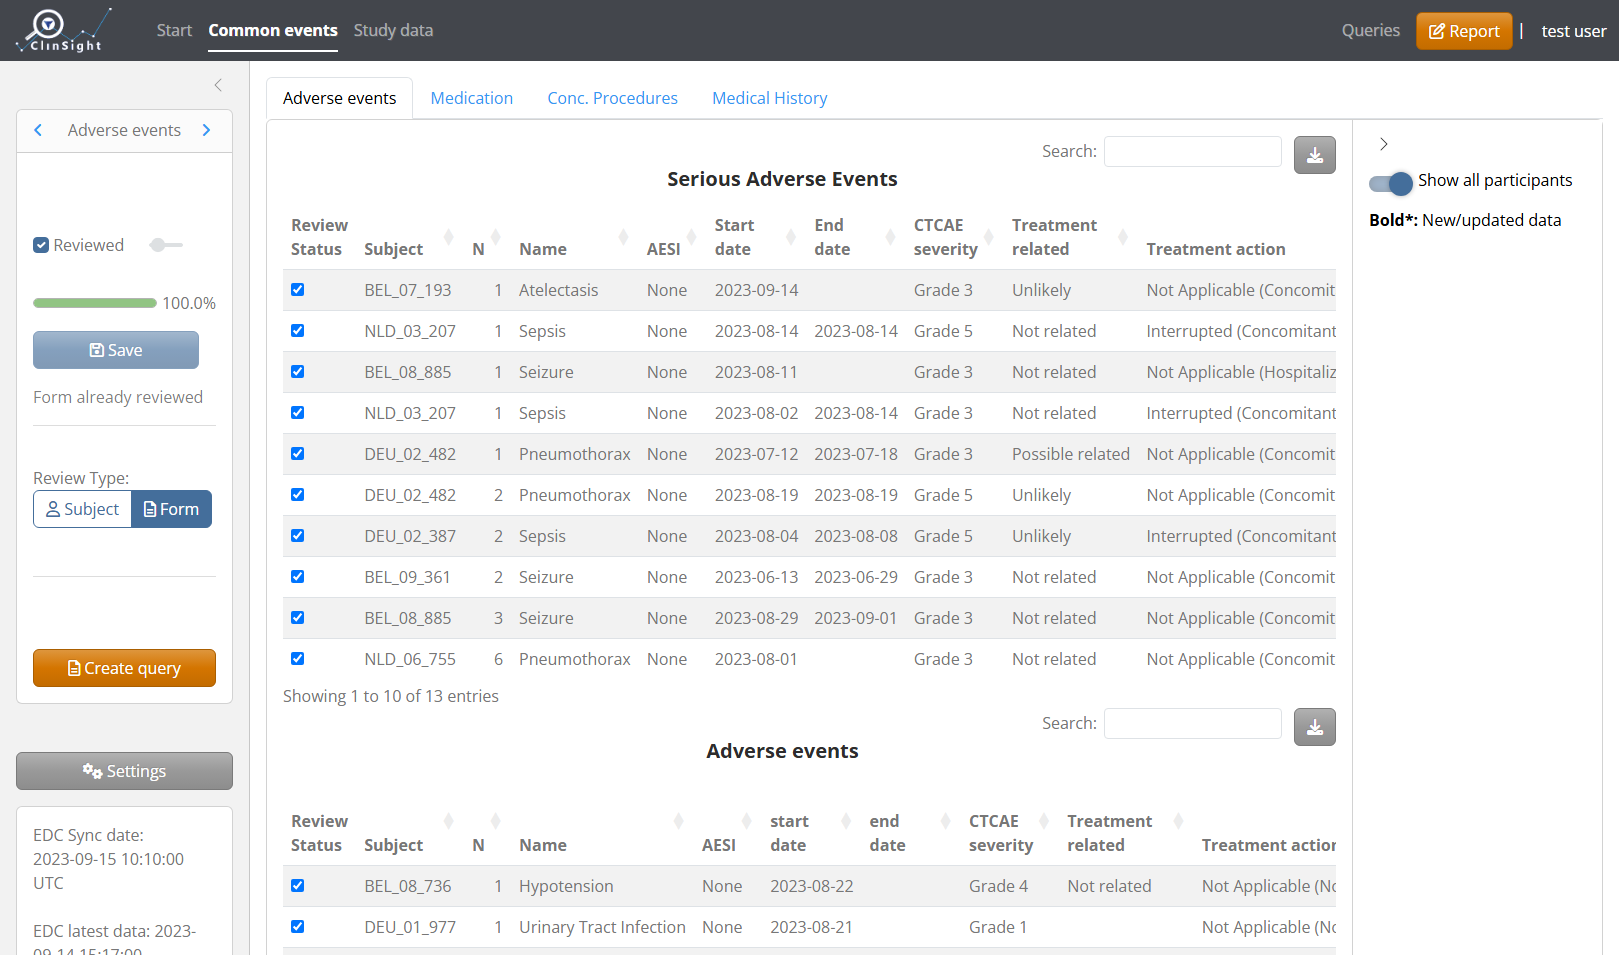 ClinSight
Start Common events Study data Queries Report | test user
Adverse events Medication Conc. Procedures Medical History
Adverse events
Reviewed
100.0%
Save
Form already reviewed
Review Type:
Subject Form
Create query
Settings
EDC Sync date:
2023-09-15 10:10:00
UTC
EDC latest data: 2023-
09-14 15:17:00
Search:
Serious Adverse Events
Review Status Subject N Name AESI Start date End date CTCAE severity Treatment related Treatment action
BEL_07_193 1 Atelectasis None 2023-09-14 Grade 3 Unlikely Not Applicable (Concomit
NLD_03_207 1 Sepsis None 2023-08-14 2023-08-14 Grade 5 Not related Interrupted (Concomitant
BEL_08_885 1 Seizure None 2023-08-11 Grade 3 Not related Not Applicable (Hospitaliz
NLD_03_207 1 Sepsis None 2023-08-02 2023-08-14 Grade 3 Not related Interrupted (Concomitant
DEU_02_482 1 Pneumothorax None 2023-07-12 2023-07-18 Grade 3 Possible related Not Applicable (Concomit
DEU_02_482 2 Pneumothorax None 2023-08-19 2023-08-19 Grade 5 Unlikely Not Applicable (Concomit
DEU_02_387 2 Sepsis None 2023-08-04 2023-08-08 Grade 5 Unlikely Interrupted (Concomitant
BEL_09_361 2 Seizure None 2023-06-13 2023-06-29 Grade 3 Not related Not Applicable (Concomit
BEL_08_885 3 Seizure None 2023-08-29 2023-09-01 Grade 3 Not related Not Applicable (Concomit
NLD_06_755 6 Pneumothorax None 2023-08-01 Grade 3 Not related Not Applicable (Concomit
Showing 1 to 10 of 13 entries
Search:
Adverse events
Review Status Subject N Name AESI start date end date CTCAE severity Treatment related Treatment action
BEL_08_736 1 Hypotension None 2023-08-22 Grade 4 Not related Not Applicable (No
DEU_01_977 1 Urinary Tract Infection None 2023-08-21 Grade 1 Not Applicable (No
Show all participants
Bold*: New/updated data